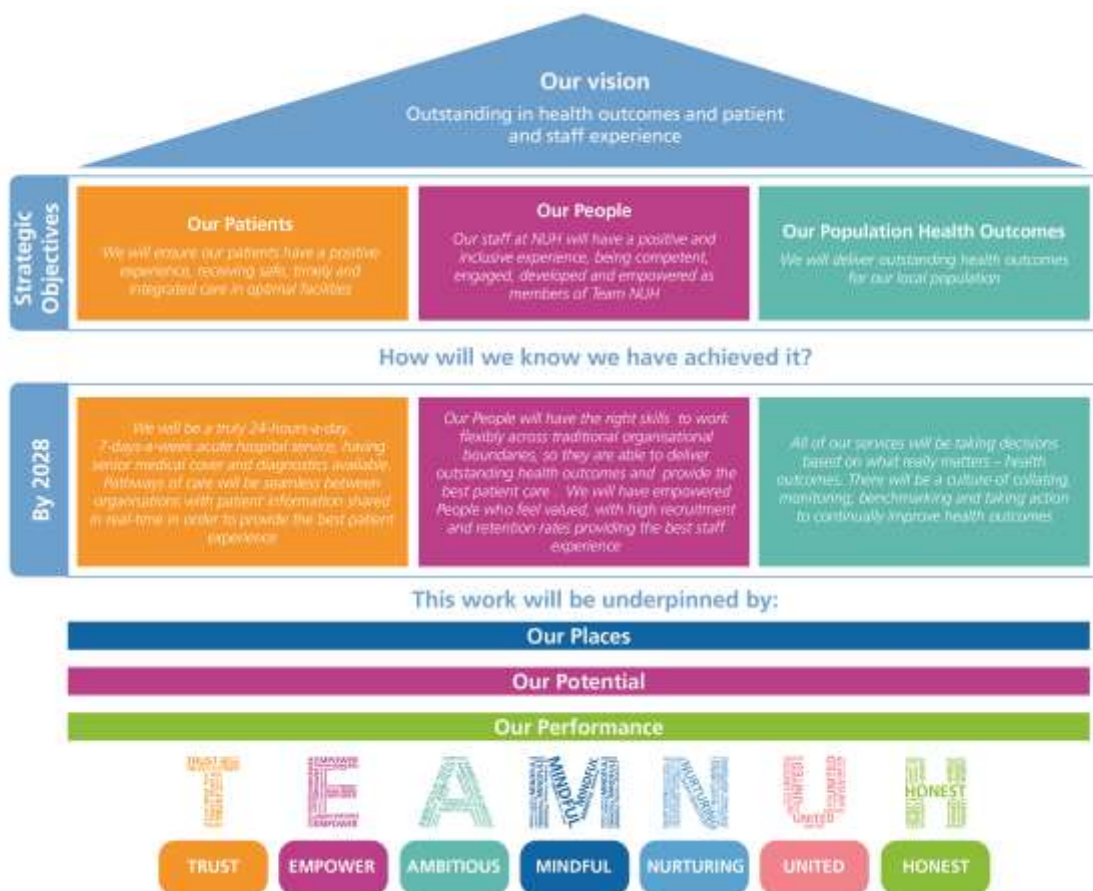 Our vision
Outstanding in health outcomes and patient
and staff experience
Strategic
Objectives
Our Patients
We will ensure our patients have a positive
experience, receiving safe, timely and
integrated care in optimal facilities
Our People
Our staff at NUH will have a positive and
inclusive experience, being competent,
engaged, developed and empowered as
members of Team NUH
Our Population Health Outcomes
We will deliver outstanding health outcomes
for our local population
How will we know we have achieved it?
By 2028
We will be a truly 24-hours-a-day,
7-days-a-week acute hospital service, having
senior medical cover and diagnostics available.
Pathways of care will be seamless between
organisations with patient information shared
in real-time in order to provide the best patient
experience
Our People will have the right skills to work
flexibly across traditional organisational
boundaries, so they are able to deliver
outstanding health outcomes and provide the
best patient care. We will have empowered
People who feel valued, with high recruitment
and retention rates providing the best staff
experience
All of our services will be taking decisions
based on what really matters – health
outcomes. There will be a culture of collating,
monitoring, benchmarking and taking action
to continually improve health outcomes
This work will be underpinned by:
Our Places
Our Potential
Our Performance
T E A M N U H
TRUST EMPOWER AMBITIOUS MINDFUL NURTURING UNITED HONEST